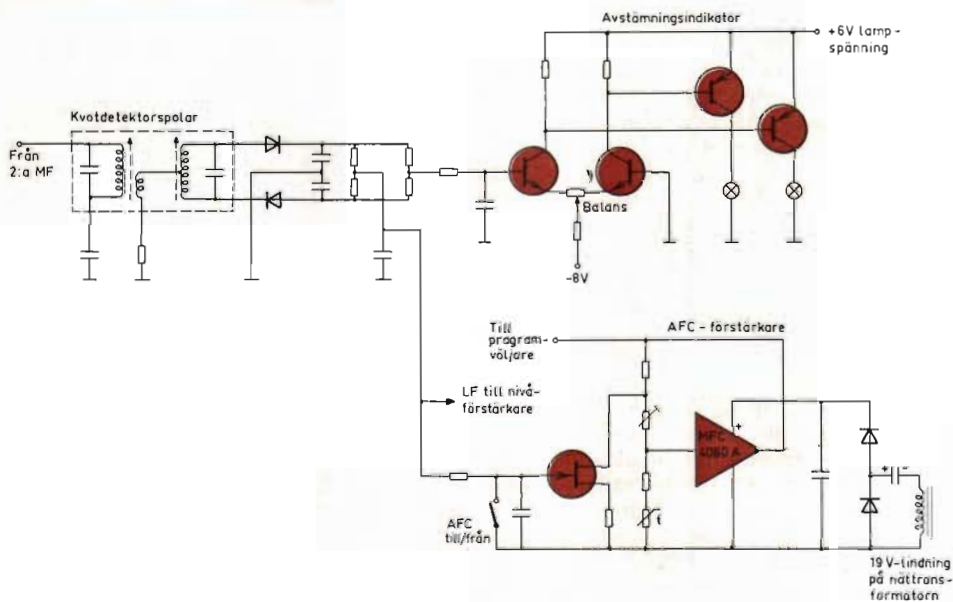 Avstämningsindikator
+6V lamp-
spänning
Kvotdetektorspolar
Från
2:a MF
Balans
-8V
Till
program-
väljare
AFC - förstärkare
LF till nivå-
förstärkare
MFC
4060 A
+
+ -
t
AFC
till/från
19 V-lindning
på nättrans-
formatorn